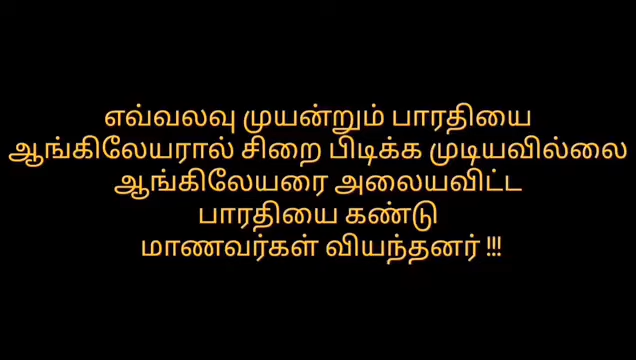 எவ்வலவு முயன்றும் பாரதியை
ஆங்கிலேயரால் சிறை பிடிக்க முடியவில்லை
ஆங்கிலேயரை அலையவிட்ட
பாரதியை கண்டு
மாணவர்கள் வியந்தனர் !!!